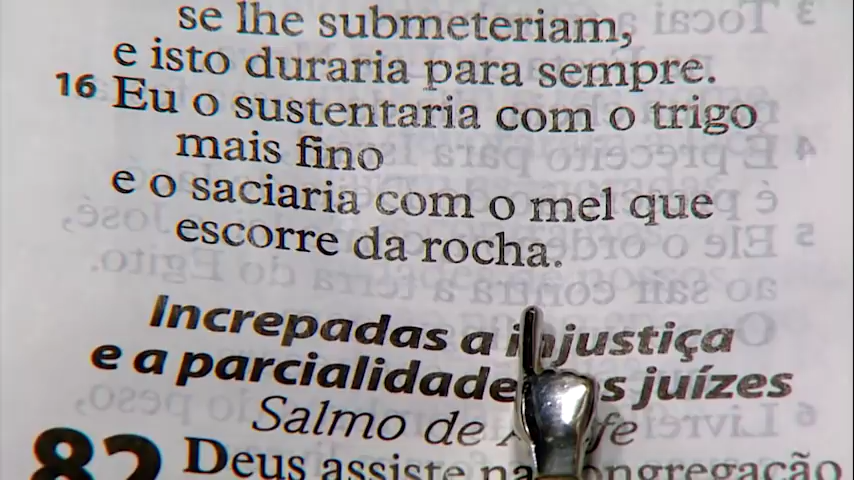 se lhe submeteriam,
e isto duraria para sempre.
16 Eu o sustentaria com o trigo
mais fino
e o saciaria com o mel que
escorre da rocha.
Increpadas a injustiça
e a parcialidade juízes
Salmo de
82 Deus assiste na congregação